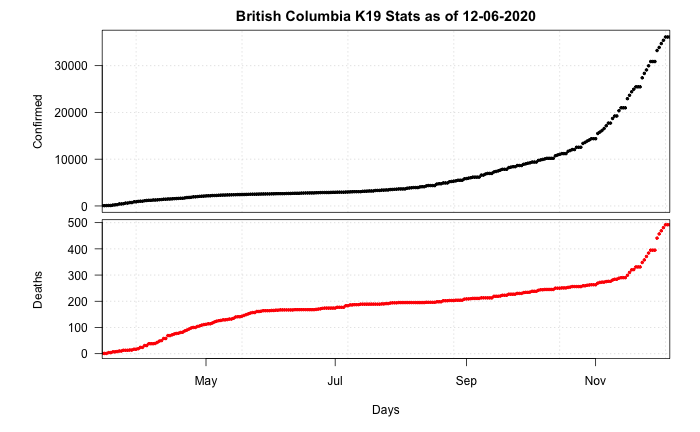 British Columbia K19 Stats as of 12-06-2020
Confirmed
30000
20000
10000
0
Deaths
500
400
300
200
100
0
May Jul Sep Nov
Days